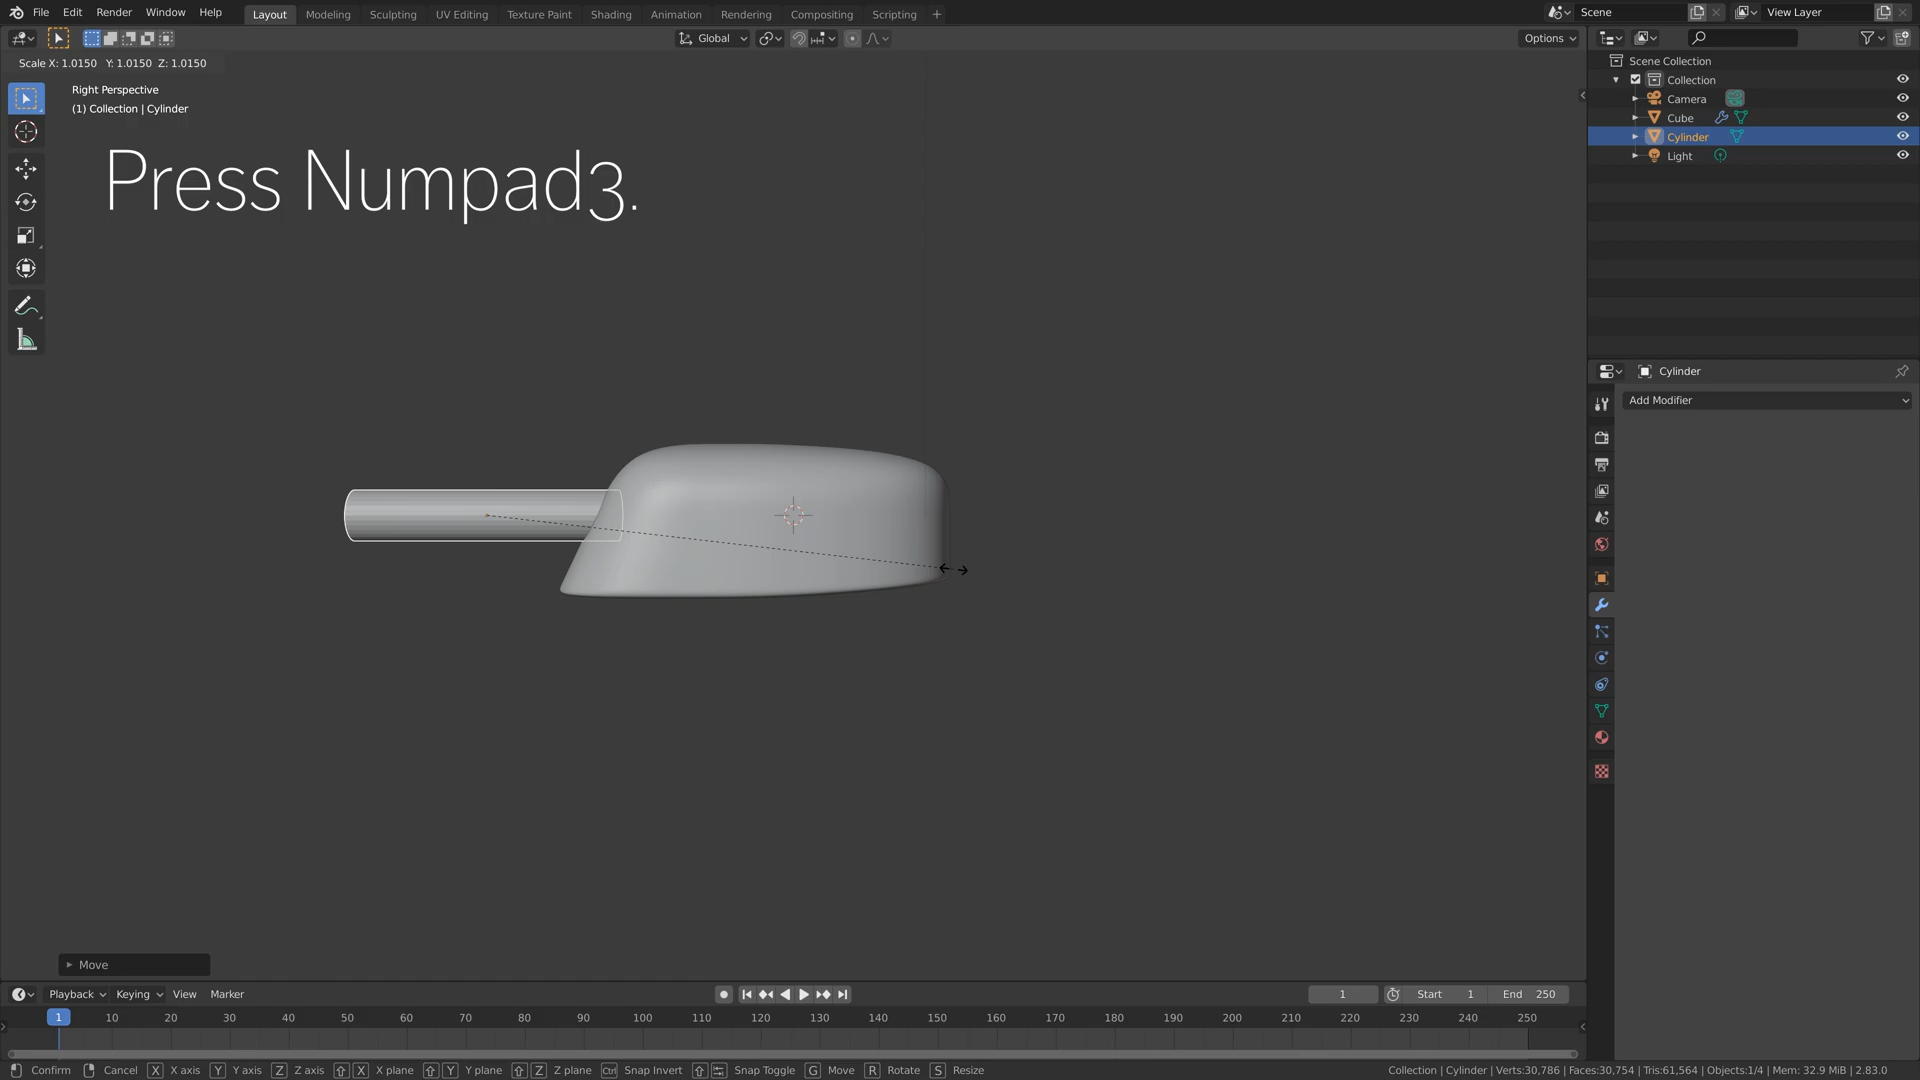 File Edit Render Window Help Layout Modeling Sculpting UV Editing Texture Paint Shading Animation Rendering Compositing Scripting + Scene View Layer
Global Options
Scale X: 1.0150 Y: 1.0150 Z: 1.0150
Right Perspective
(1) Collection | Cylinder
Press Numpad3.
Scene Collection
Collection
Camera
Cube
Cylinder
Light
Cylinder
Add Modifier
Move
Playback Keying View Marker 1 Start 1 End 250
1 10 20 30 40 50 60 70 80 90 100 110 120 130 140 150 160 170 180 190 200 210 220 230 240 250
Confirm Cancel X X axis Y Y axis Z Z axis X X plane Y Y plane Z Z plane Ctrl Snap Invert Snap Toggle G Move R Rotate S Resize Collection | Cylinder | Verts:30,786 | Faces:30,754 | Tris:61,564 | Objects:1/4 | Mem: 32.9 MiB | 2.83.0